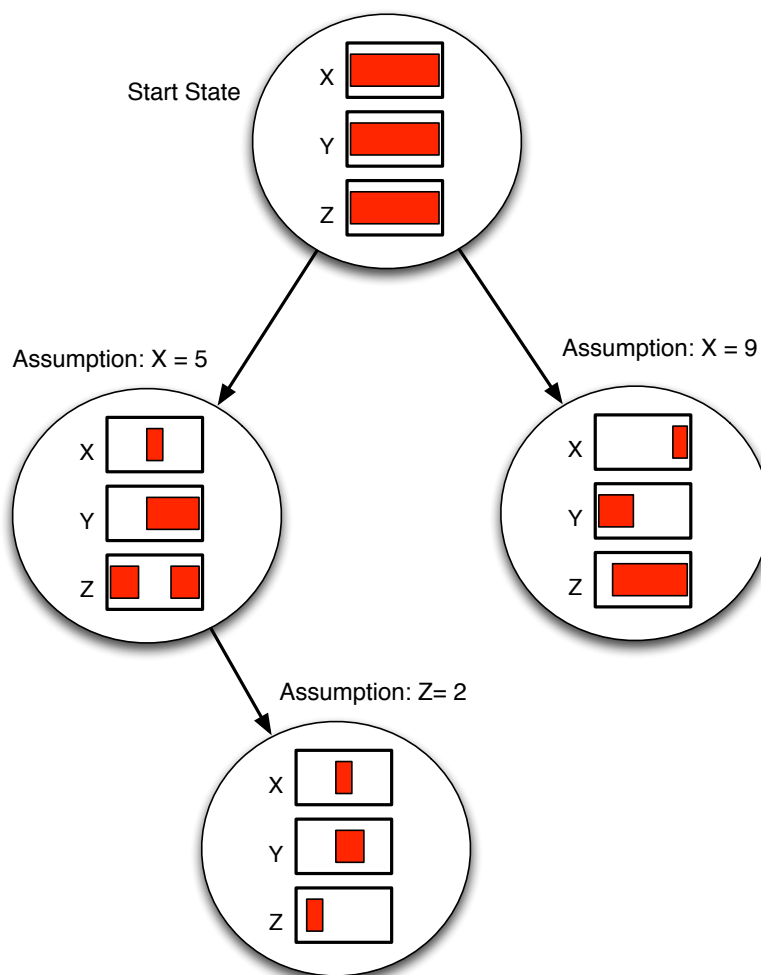 X
Start State
Y
Z
Assumption: X = 5
Assumption: X = 9
X
Y
Z
X
Y
Z
Assumption: Z= 2
X
Y
Z